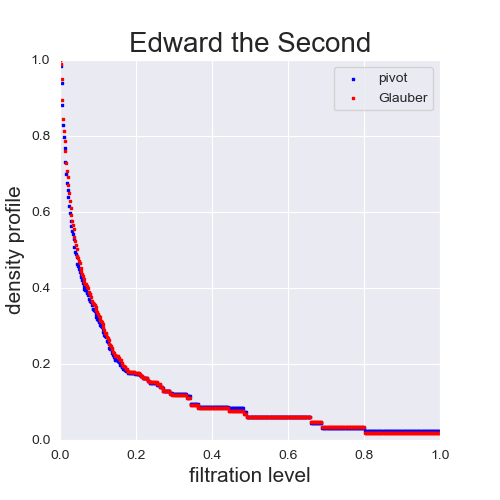 Edward the Second
pivot
Glauber
density profile
1.0
0.8
0.6
0.4
0.2
0.0
0.0 0.2 0.4 0.6 0.8 1.0
filtration level